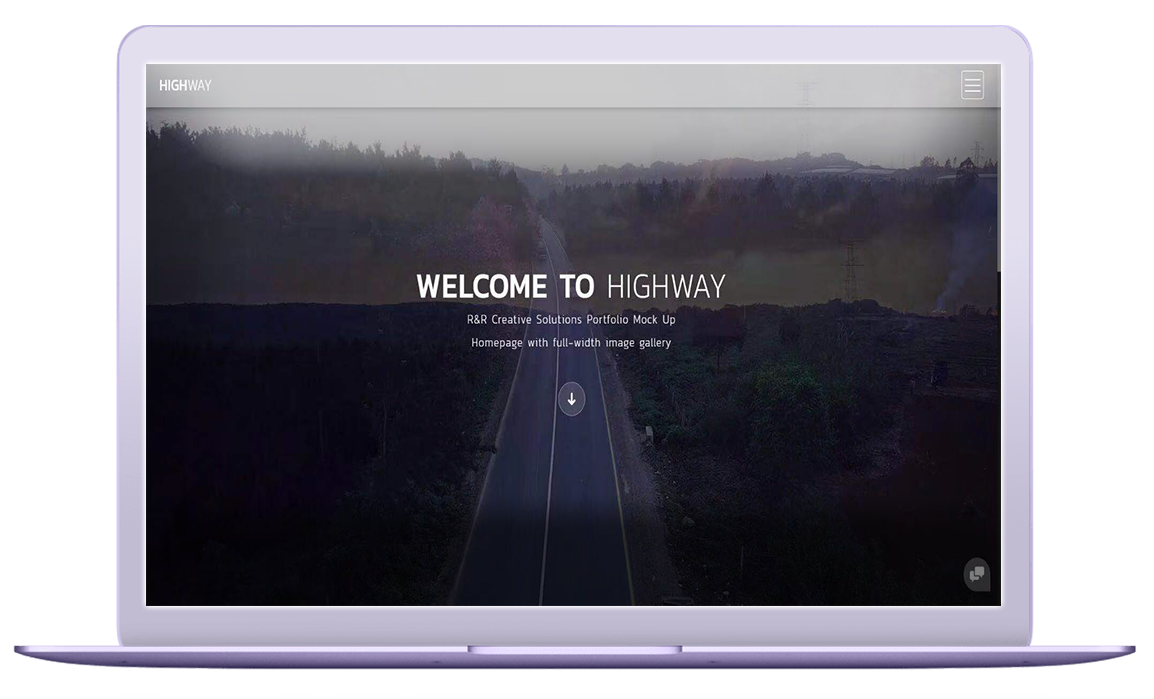 HIGHWAY
WELCOME TO HIGHWAY
R&R Creative Solutions Portfolio Mock Up
Homepage with full-width image gallery